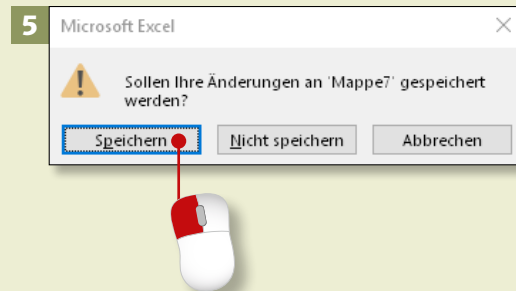 5
Microsoft Excel
Sollen Ihre Änderungen an 'Mappe7' gespeichert
werden?
Speichern Nicht speichern Abbrechen